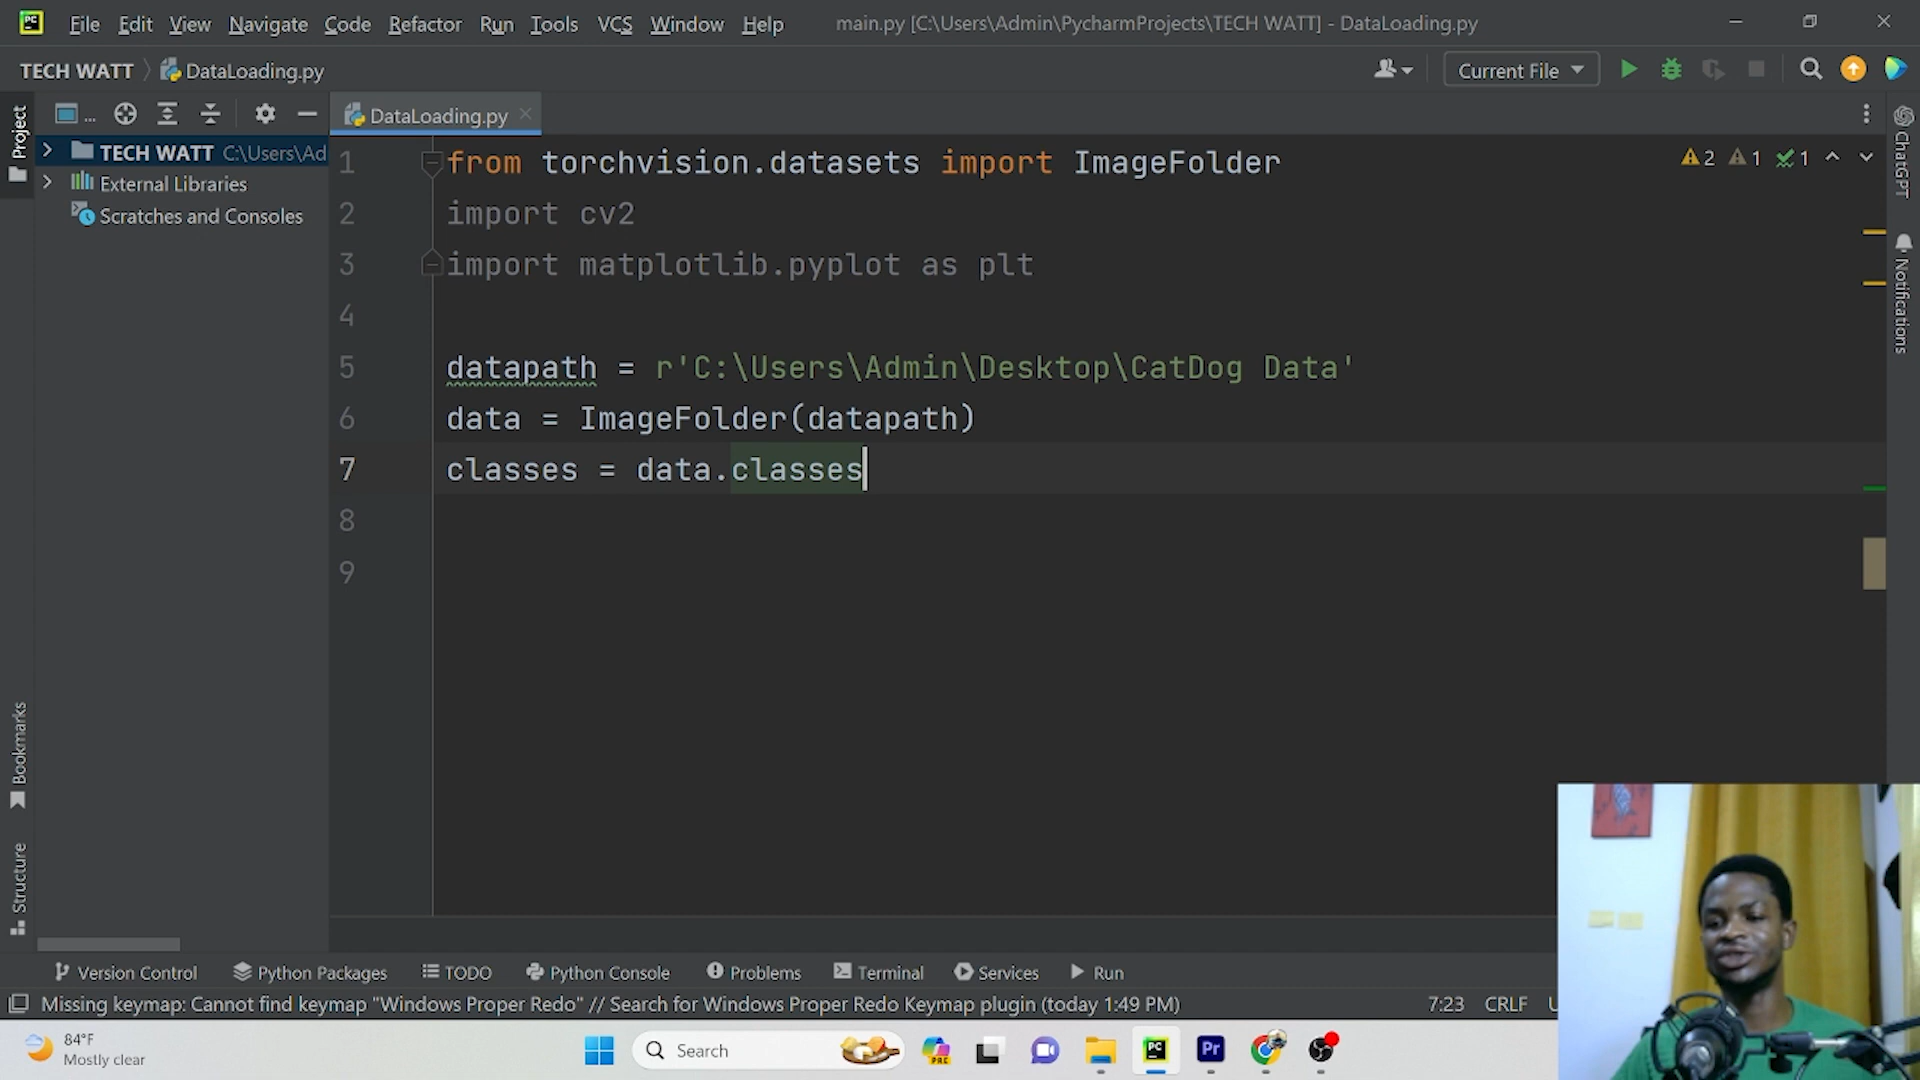 File Edit View Navigate Code Refactor Run Tools VCS Window Help main.py [C:\Users\Admin\PycharmProjects\TECH WATT] - DataLoading.py
TECH WATT DataLoading.py Current File
... DataLoading.py
Project
TECH WATT C:\Users\Ad
External Libraries
Scratches and Consoles
1 from torchvision.datasets import ImageFolder
2 import cv2
3 import matplotlib.pyplot as plt
4
5 datapath = r'C:\Users\Admin\Desktop\CatDog Data'
6 data = ImageFolder(datapath)
7 classes = data.classes
8
9
2 1 1
ChatGPT
Notifications
Bookmarks
Structure
Version Control Python Packages TODO Python Console Problems Terminal Services Run
Missing keymap: Cannot find keymap "Windows Proper Redo" // Search for Windows Proper Redo Keymap plugin (today 1:49 PM) 7:23 CRLF
84°F
Mostly clear
Search
PRE
PC
Pr